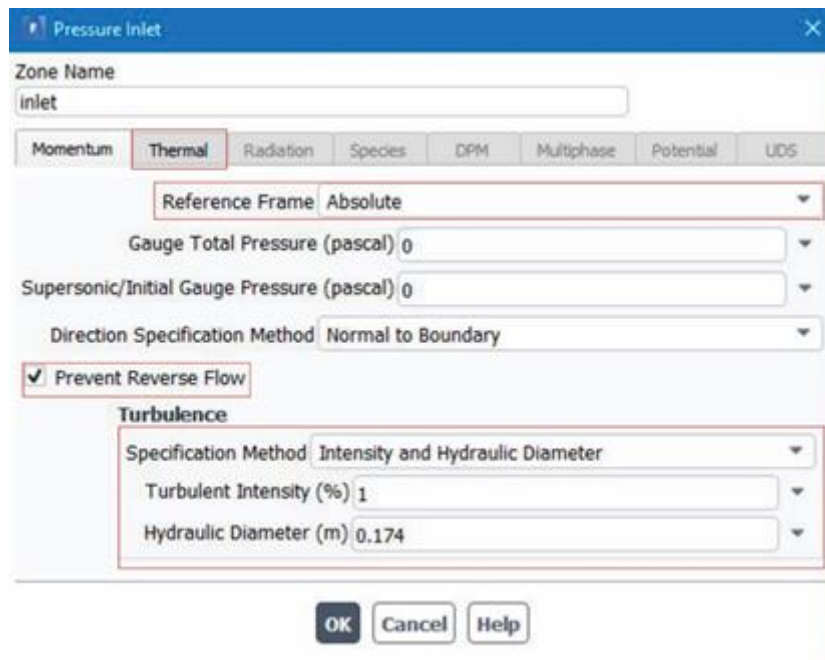 Pressure Inlet
Zone Name
inlet
Momentum Thermal Radiation Species DPM Multiphase Potential UDS
Reference Frame Absolute
Gauge Total Pressure (pascal) 0
Supersonic/Initial Gauge Pressure (pascal) 0
Direction Specification Method Normal to Boundary
Prevent Reverse Flow
Turbulence
Specification Method Intensity and Hydraulic Diameter
Turbulent Intensity (%) 1
Hydraulic Diameter (m) 0.174
OK Cancel Help